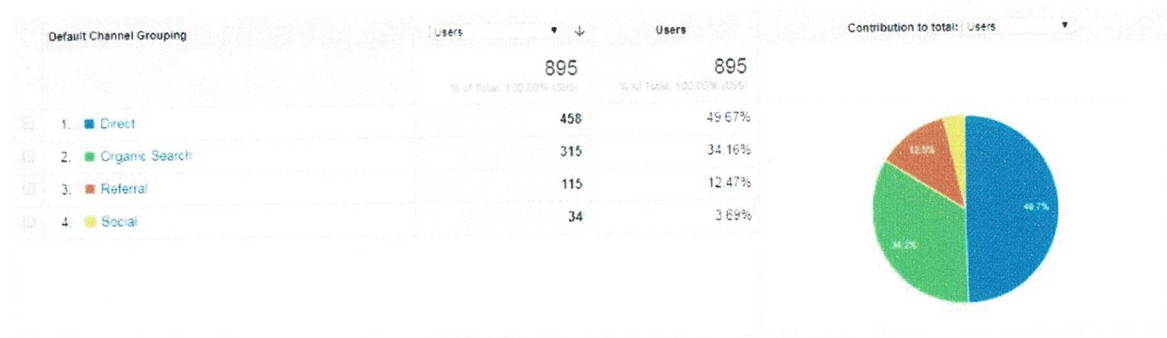 Default Channel Grouping Users Users Contribution to total: Users
895 895
% of Total: 100.00% (895) % of Total: 100.00% (895)
1. Direct 458 49.67%
2. Organic Search 315 34.16%
3. Referral 115 12.47%
4. Social 34 3.69%
12.5%
49.7%
34.2%